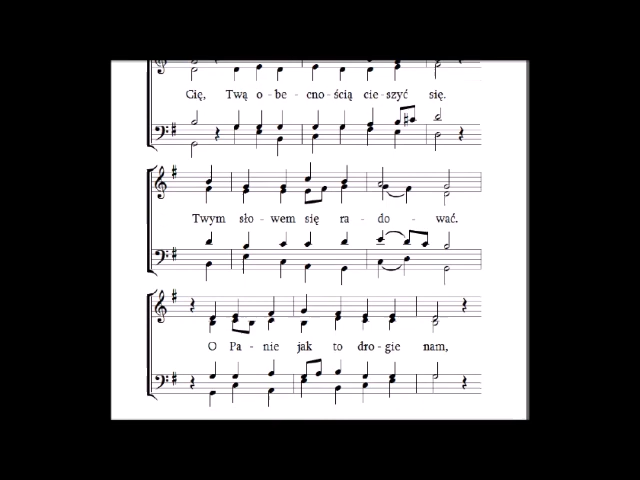 Cię, Twą o - be - cno - ścią cie - szyć się.
Twym sło - wem się ra - do - wać.
O Pa - nie jak to dro - gie nam,